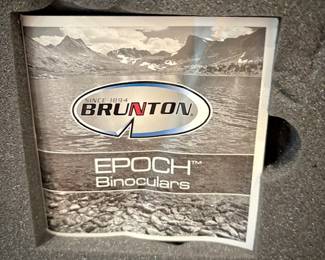 SINCE 1894
BRUNTON
EPOCH™
Binoculars